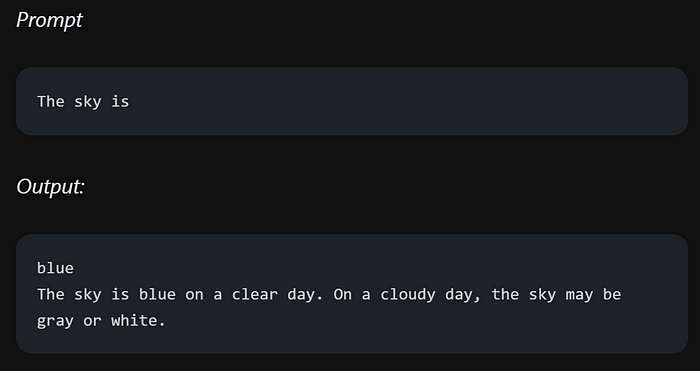 Prompt
The sky is
Output:
blue
The sky is blue on a clear day. On a cloudy day, the sky may be
gray or white.